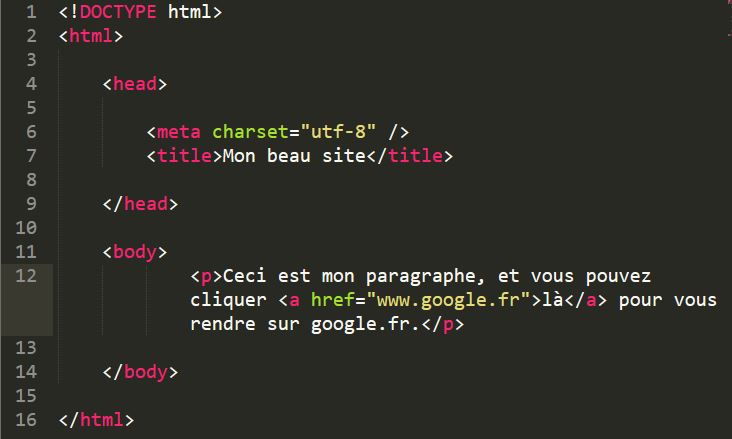 1 <!DOCTYPE html>
2 <html>
3
4 <head>
5
6 <meta charset="utf-8" />
7 <title>Mon beau site</title>
8
9 </head>
10
11 <body>
12 <p>Ceci est mon paragraphe, et vous pouvez
cliquer <a href="www.google.fr">là</a> pour vous
rendre sur google.fr.</p>
13
14 </body>
15
16 </html>